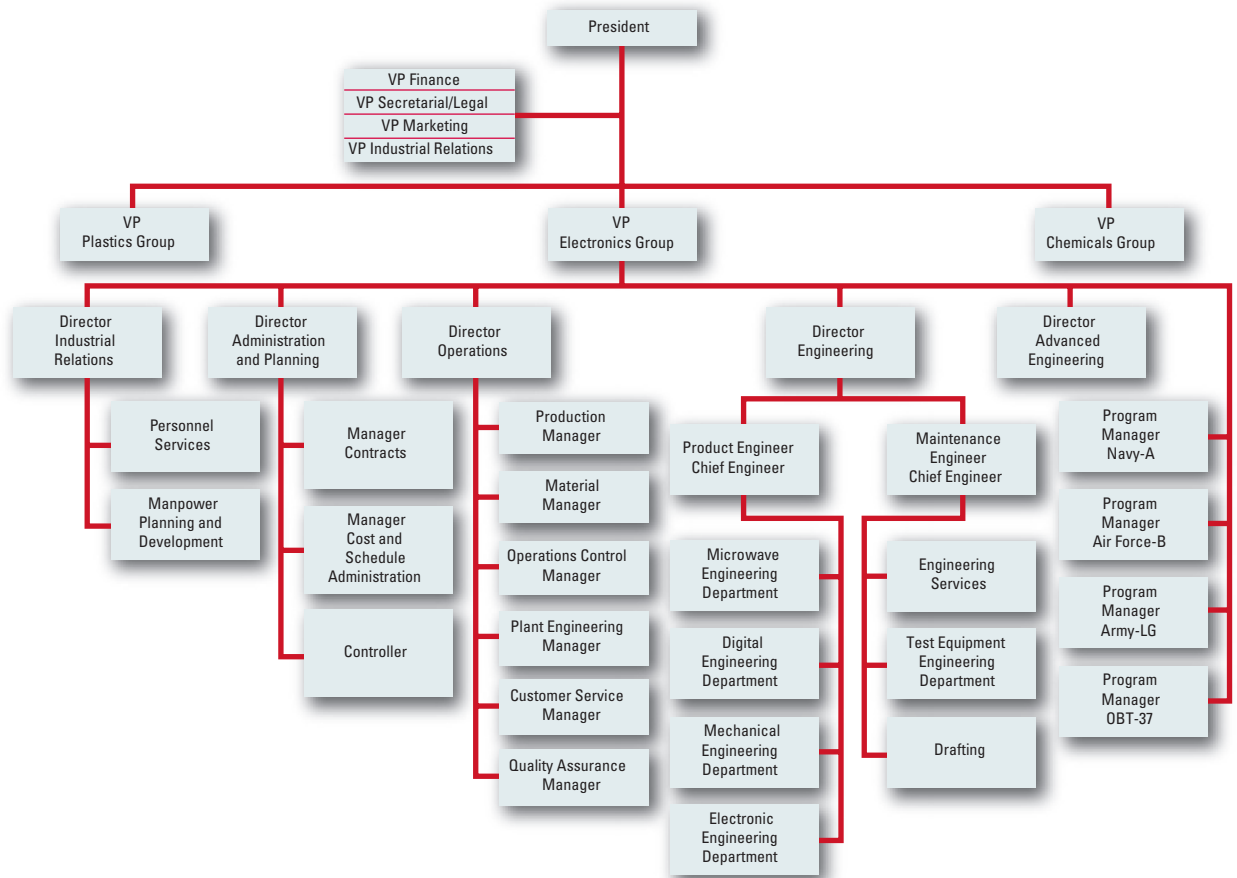 President
VP Finance
VP Secretarial/Legal
VP Marketing
VP Industrial Relations
VP
Plastics Group
VP
Electronics Group
VP
Chemicals Group
Director
Industrial
Relations
Director
Administration
and Planning
Director
Operations
Director
Engineering
Director
Advanced
Engineering
Personnel
Services
Manpower
Planning and
Development
Manager
Contracts
Manager
Cost and
Schedule
Administration
Controller
Production
Manager
Material
Manager
Operations Control
Manager
Plant Engineering
Manager
Customer Service
Manager
Quality Assurance
Manager
Product Engineer
Chief Engineer
Microwave
Engineering
Department
Digital
Engineering
Department
Mechanical
Engineering
Department
Electronic
Engineering
Department
Maintenance
Engineer
Chief Engineer
Engineering
Services
Test Equipment
Engineering
Department
Drafting
Program
Manager
Navy-A
Program
Manager
Air Force-B
Program
Manager
Army-LG
Program
Manager
OBT-37